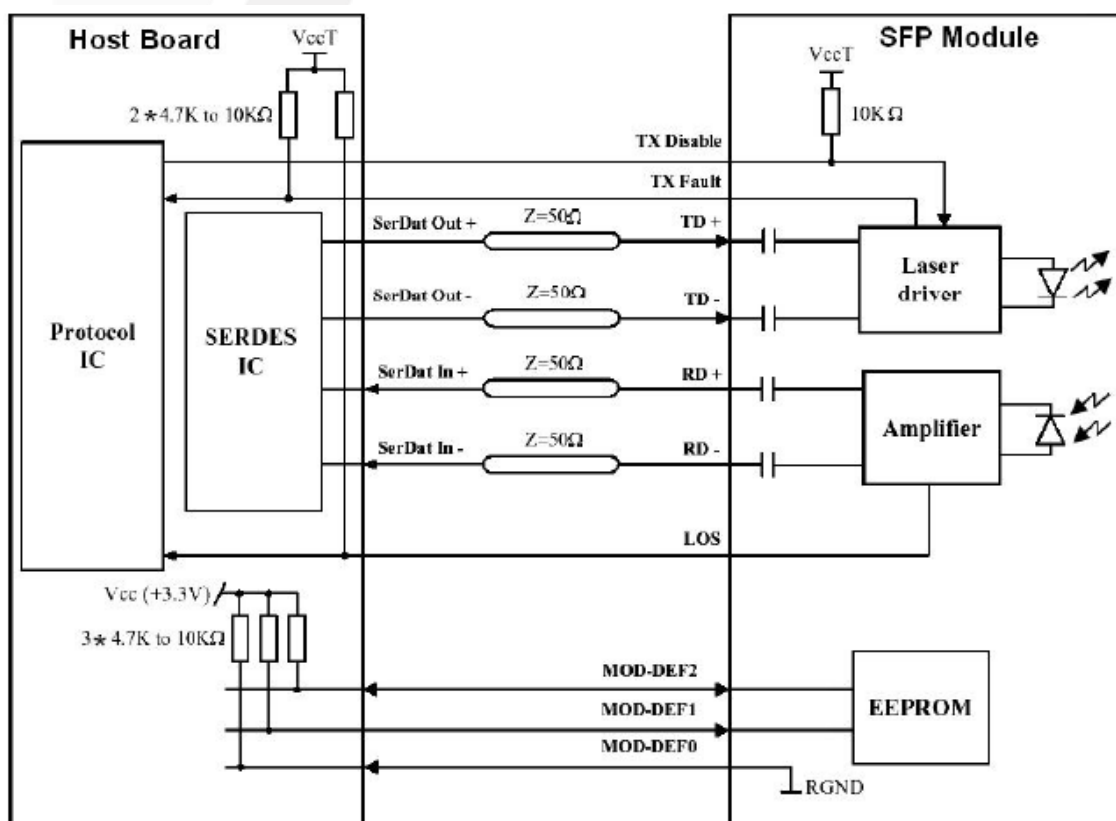 Host Board
SFP Module
VccT
VccT
2*4.7K to 10KΩ
10KΩ
TX Disable
TX Fault
SerDat Out +
Z=50Ω
TD +
Laser
driver
SerDat Out -
Z=50Ω
TD -
Protocol
IC
SERDES
IC
SerDat In +
Z=50Ω
RD +
Amplifier
SerDat In -
Z=50Ω
RD -
LOS
Vcc (+3.3V)
3*4.7K to 10KΩ
MOD-DEF2
MOD-DEF1
EEPROM
MOD-DEF0
RGND